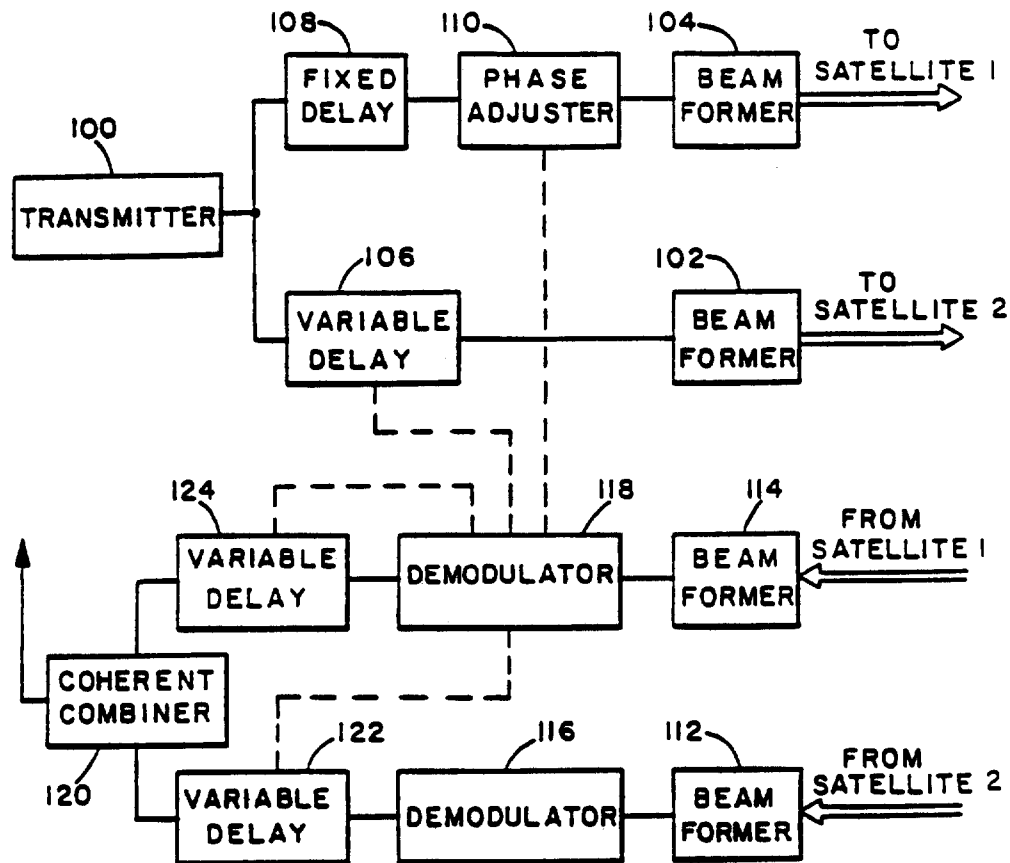 108
110
104
TO
SATELLITE 1
FIXED
DELAY
PHASE
ADJUSTER
BEAM
FORMER
100
TRANSMITTER
106
102
TO
SATELLITE 2
VARIABLE
DELAY
BEAM
FORMER
124
118
114
FROM
SATELLITE 1
VARIABLE
DELAY
DEMODULATOR
BEAM
FORMER
COHERENT
COMBINER
120
122
116
112
FROM
SATELLITE 2
VARIABLE
DELAY
DEMODULATOR
BEAM
FORMER